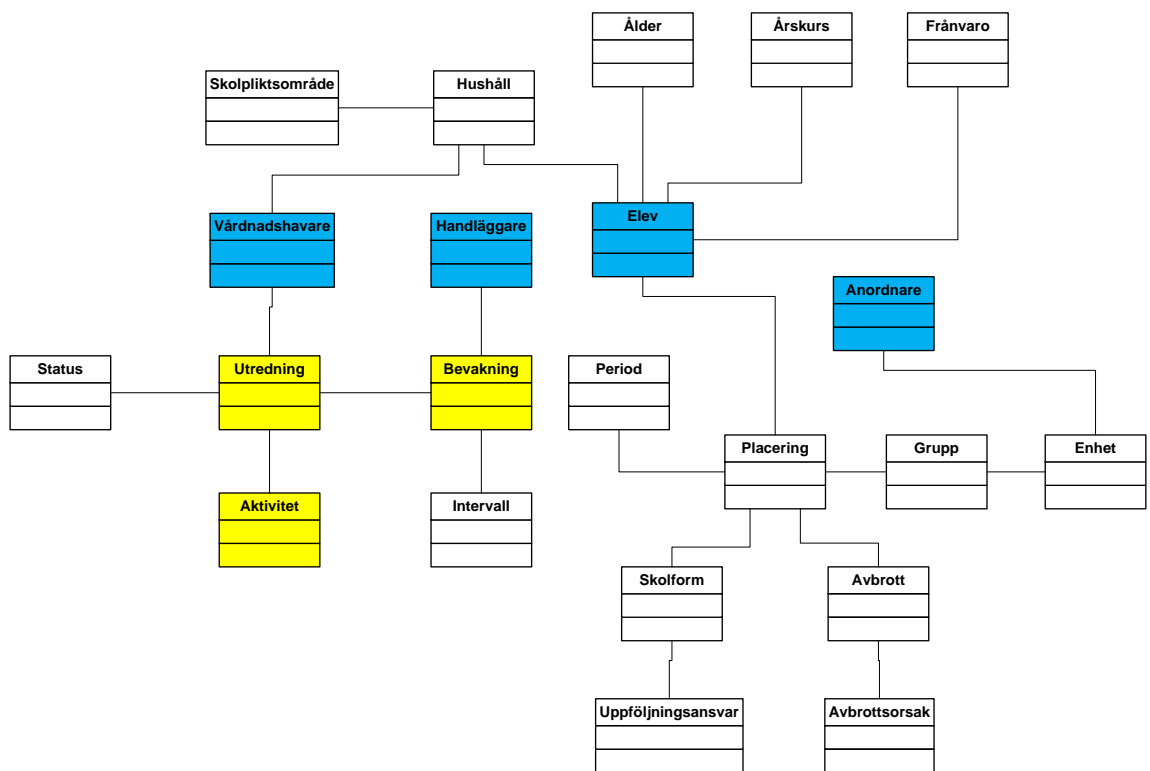 Ålder
Årskurs
Frånvaro
Skolpliktsområde
Hushåll
Vårdnadshavare
Handläggare
Elev
Anordnare
Status
Utredning
Bevakning
Period
Placering
Grupp
Enhet
Aktivitet
Intervall
Skolform
Avbrott
Uppföljningsansvar
Avbrottsorsak